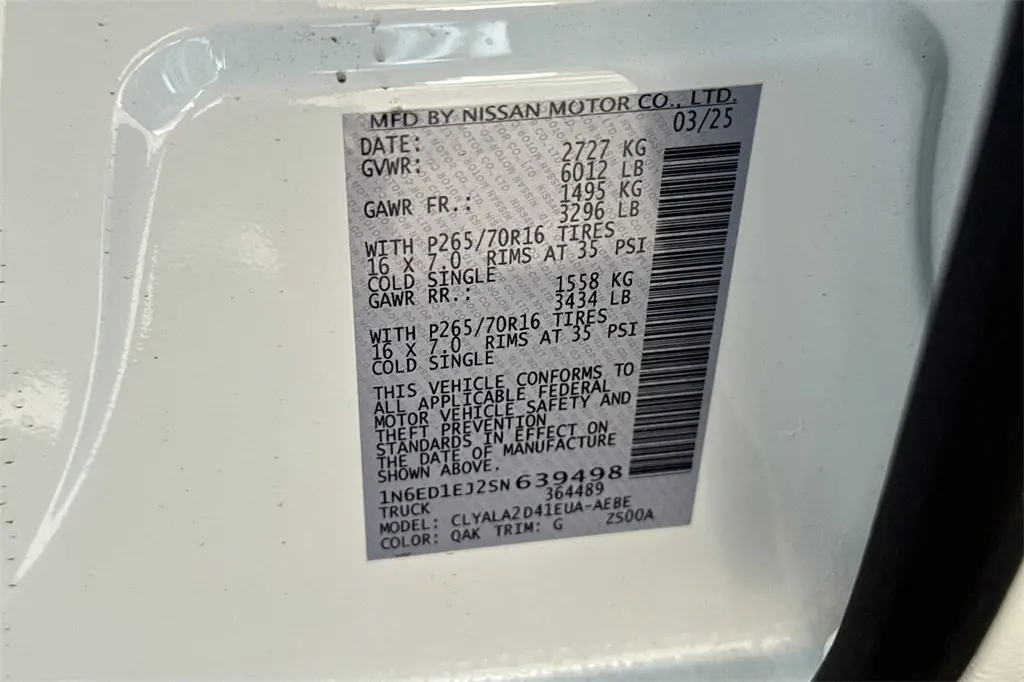 MFD BY NISSAN MOTOR CO., LTD.
DATE: 03/25
GVWR: 2727 KG
6012 LB
GAWR FR.: 1495 KG
3296 LB
WITH P265/70R16 TIRES
16 X 7.0 RIMS AT 35 PSI
COLD SINGLE
GAWR RR.: 1558 KG
3434 LB
WITH P265/70R16 TIRES
16 X 7.0 RIMS AT 35 PSI
COLD SINGLE
THIS VEHICLE CONFORMS TO
ALL APPLICABLE FEDERAL
MOTOR VEHICLE SAFETY AND
THEFT PREVENTION
STANDARDS IN EFFECT ON
THE DATE OF MANUFACTURE
SHOWN ABOVE.
1N6ED1EJ2SN639498
TRUCK 364489
MODEL: CLYALA2D41EUA-AEBE
COLOR: QAK TRIM: G ZS00A